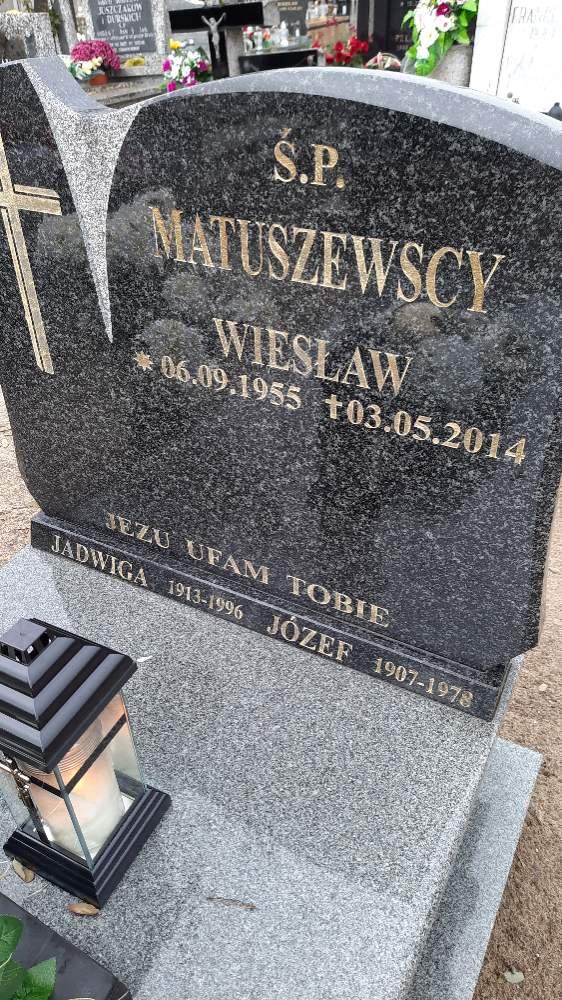 Ś.P.
MATUSZEWSCY
WIESŁAW
✶ 06.09.1955 ✝03.05.2014
JEZU UFAM TOBIE
JADWIGA 1913-1996 JÓZEF 1907-1978